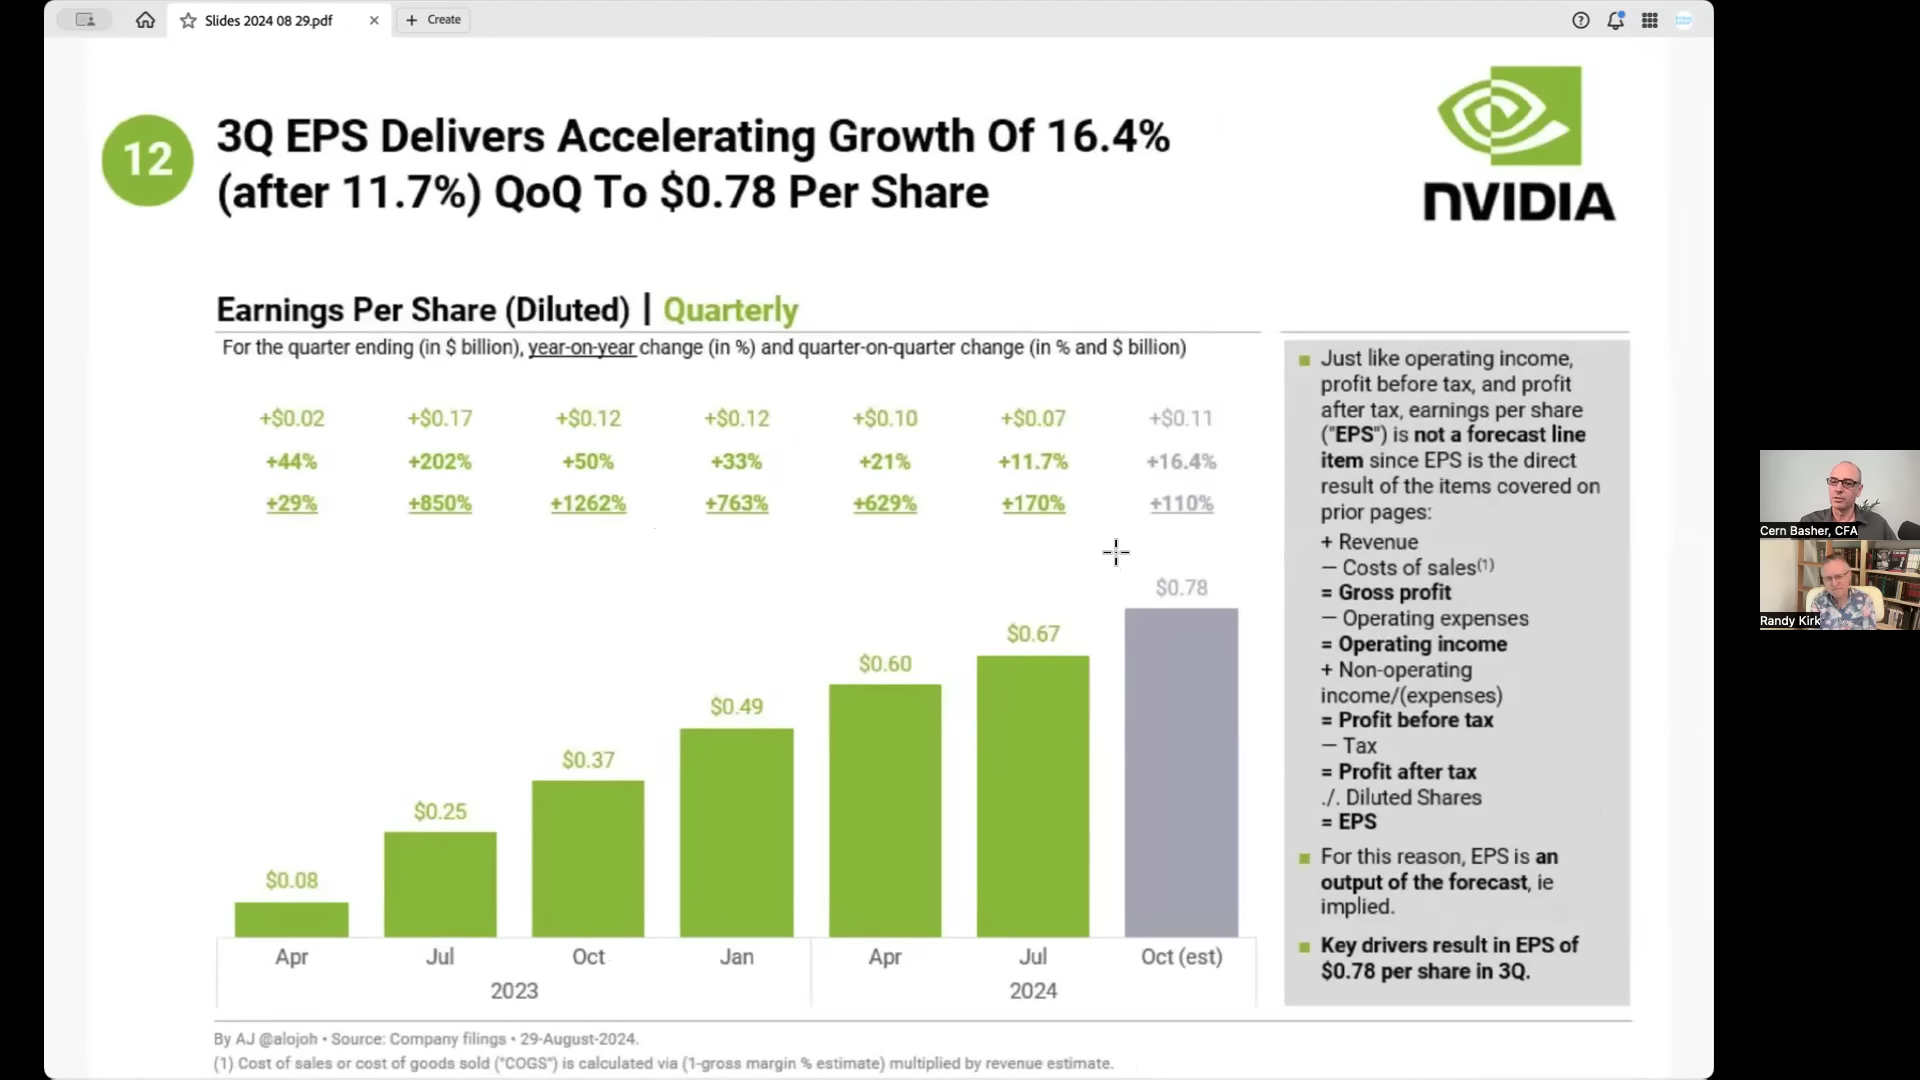 Slides 2024 08 29.pdf
Create
12
3Q EPS Delivers Accelerating Growth Of 16.4%
(after 11.7%) QoQ To $0.78 Per Share
NVIDIA
Earnings Per Share (Diluted) | Quarterly
For the quarter ending (in $ billion), year-on-year change (in %) and quarter-on-quarter change (in % and $ billion)
+$0.02 +$0.17 +$0.12 +$0.12 +$0.10 +$0.07 +$0.11
+44% +202% +50% +33% +21% +11.7% +16.4%
+29% +850% +1262% +763% +629% +170% +110%
$0.08 $0.25 $0.37 $0.49 $0.60 $0.67 $0.78
Apr Jul Oct Jan Apr Jul Oct (est)
2023 2024
Just like operating income,
profit before tax, and profit
after tax, earnings per share
("EPS") is not a forecast line
item since EPS is the direct
result of the items covered on
prior pages:
+ Revenue
— Costs of sales(1)
= Gross profit
— Operating expenses
= Operating income
+ Non-operating
income/(expenses)
= Profit before tax
— Tax
= Profit after tax
./. Diluted Shares
= EPS
For this reason, EPS is an
output of the forecast, ie
implied.
Key drivers result in EPS of
$0.78 per share in 3Q.
By AJ @alojoh • Source: Company filings • 29-August-2024.
(1) Cost of sales or cost of goods sold ("COGS") is calculated via (1-gross margin % estimate) multiplied by revenue estimate.
Cern Basher, CFA
Randy Kirk